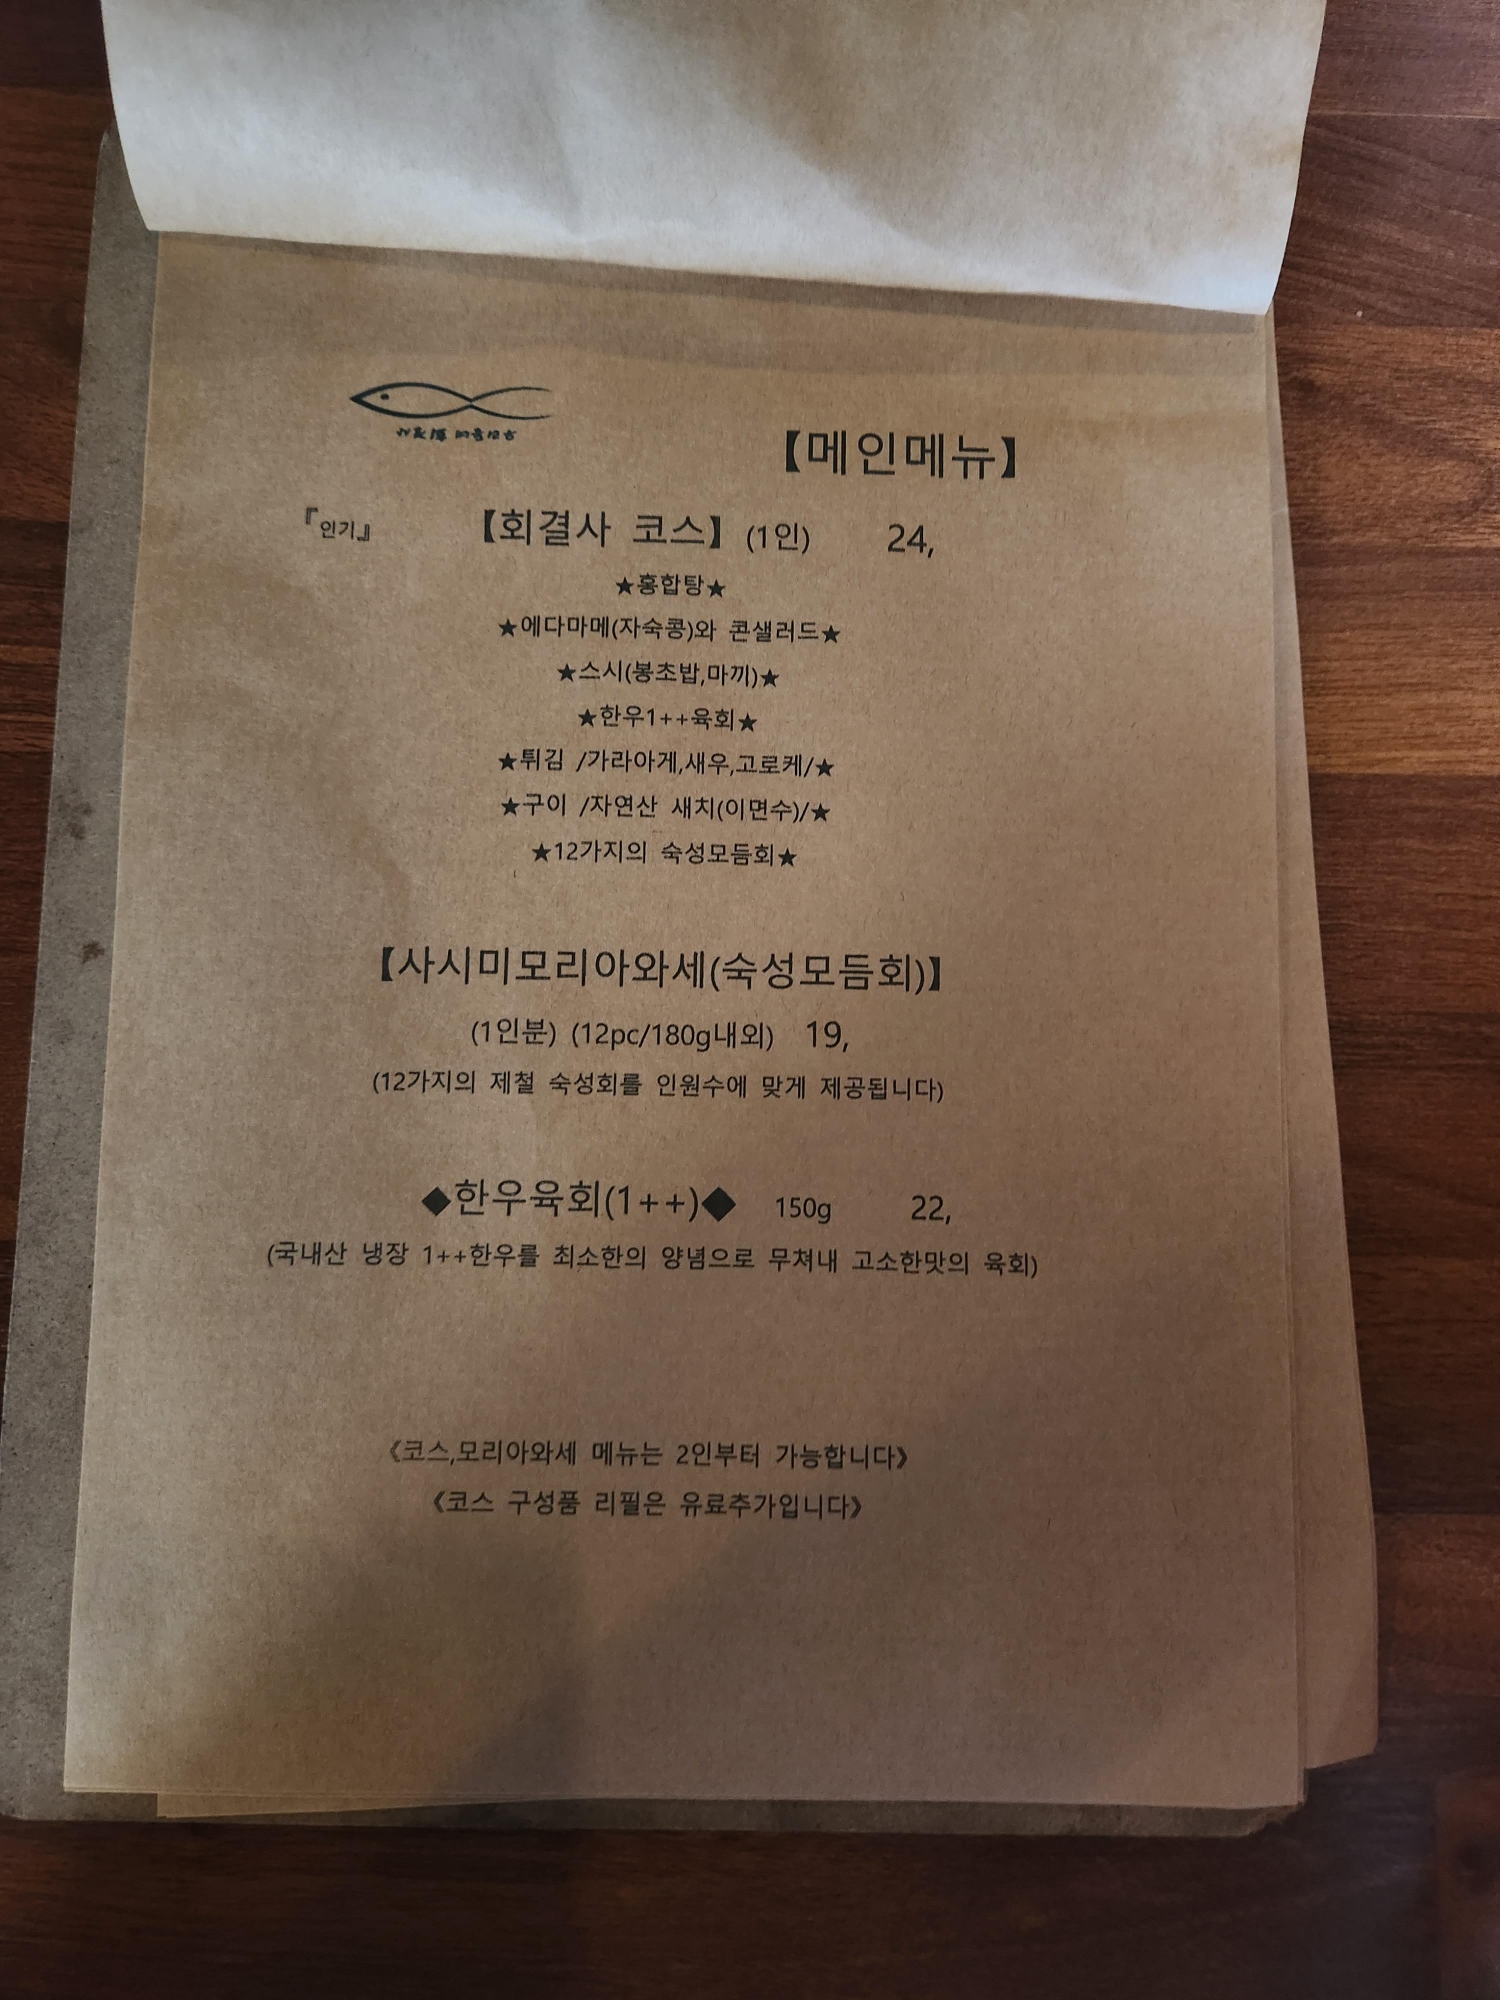 【메인메뉴】
『인기』 【회결사 코스】(1인) 24,
★홍합탕★
★에다마메(자숙콩)와 콘샐러드★
★스시(봉초밥,마끼)★
★한우1++육회★
★튀김 /가라아게,새우,고로케/★
★구이 /자연산 새치(이면수)/★
★12가지의 숙성모듬회★
【사시미모리아와세(숙성모듬회)】
(1인분) (12pc/180g내외) 19,
(12가지의 제철 숙성회를 인원수에 맞게 제공됩니다)
◆한우육회(1++)◆ 150g 22,
(국내산 냉장 1++한우를 최소한의 양념으로 무쳐내 고소한맛의 육회)
《코스,모리아와세 메뉴는 2인부터 가능합니다》
《코스 구성품 리필은 유료추가입니다》